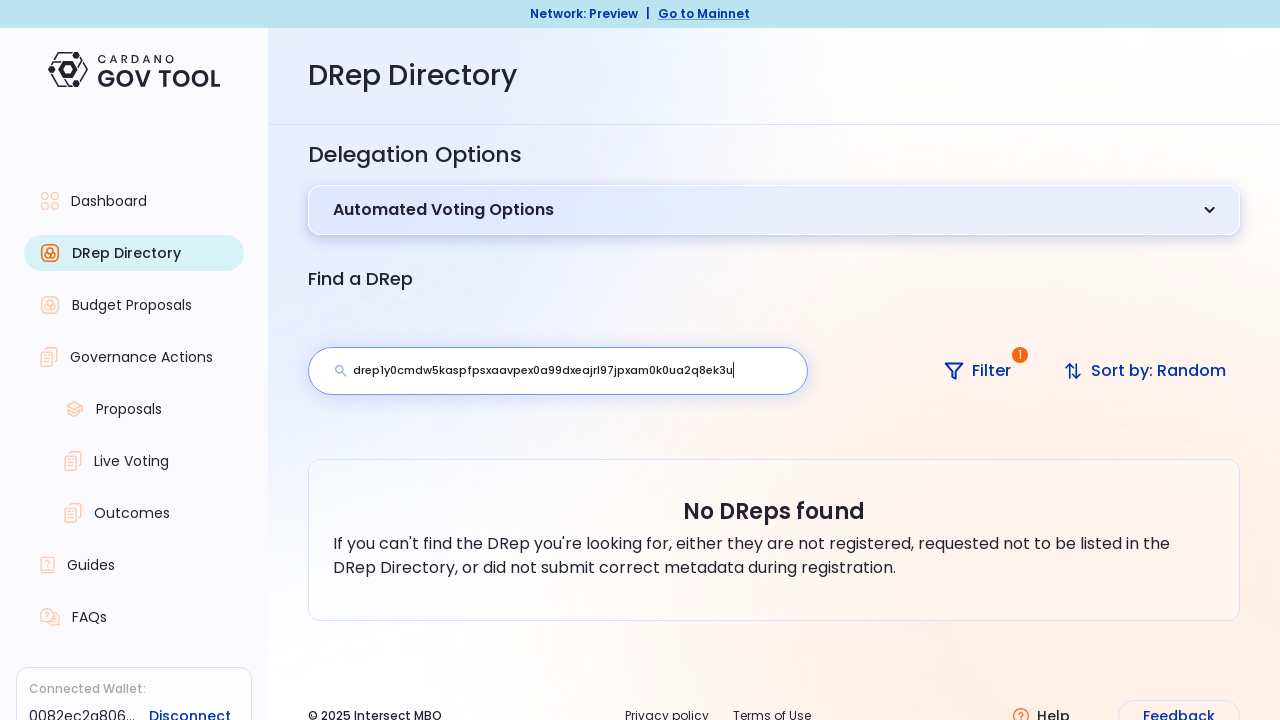 Network: Preview | Go to Mainnet
CARDANO
GOV TOOL
DRep Directory
Dashboard
DRep Directory
Budget Proposals
Governance Actions
Proposals
Live Voting
Outcomes
Guides
FAQs
Connected Wallet:
0082ec2a806... Disconnect
Delegation Options
Automated Voting Options
Find a DRep
drep1y0cmdw5kaspfpsxaavpex0a99dxeajrl97jpxam0k0ua2q8ek3u
Filter
1
Sort by: Random
No DReps found
If you can't find the DRep you're looking for, either they are not registered, requested not to be listed in the
DRep Directory, or did not submit correct metadata during registration.
© 2025 Intersect MBO
Privacy policy
Terms of Use
Help
Feedback